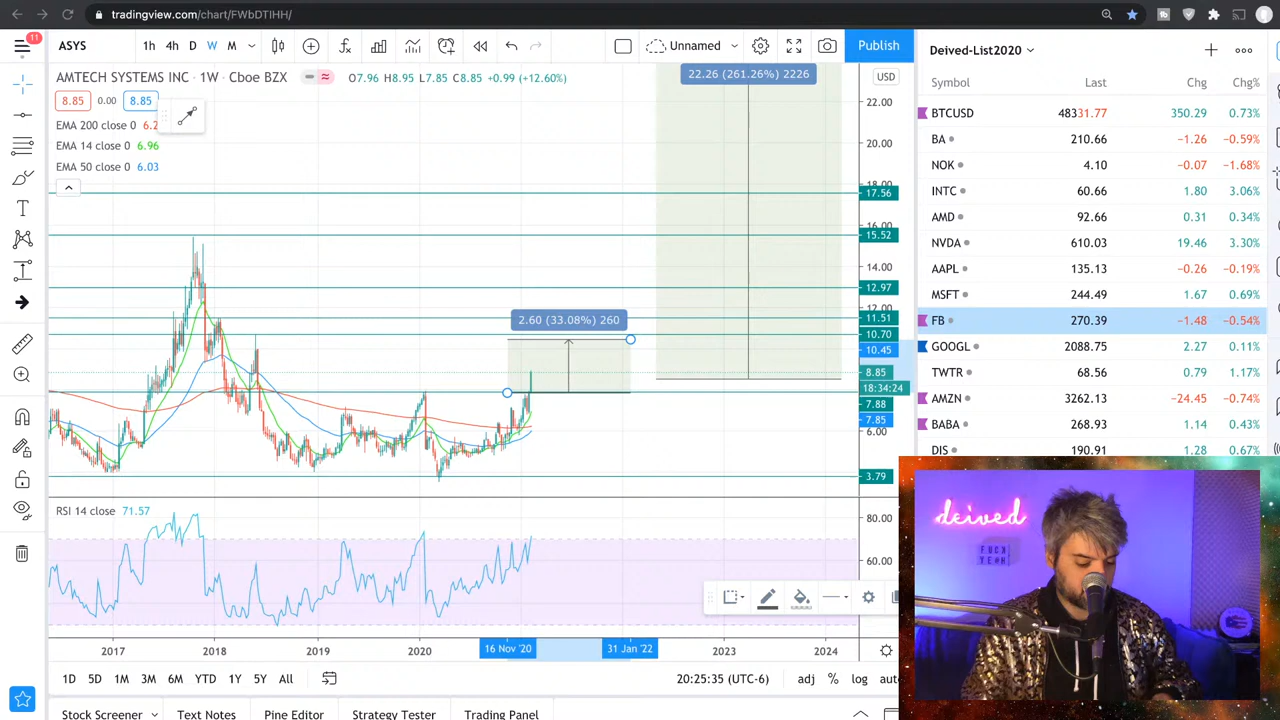 tradingview.com/chart/FWbDTIHH/
11
ASYS 1h 4h D W M Unnamed Publish
AMTECH SYSTEMS INC · 1W · Cboe BZX O7.96 H8.95 L7.85 C8.85 +0.99 (+12.60%)
8.85 0.00 8.85
EMA 200 close 0 6.2
EMA 14 close 0 6.96
EMA 50 close 0 6.03
22.26 (261.26%) 2226
2.60 (33.08%) 260
USD
22.00
20.00
18.00
17.56
16.00
15.52
14.00
12.97
12.00
11.51
10.70
10.45
8.85
18:34:24
7.88
7.85
6.00
3.79
RSI 14 close 71.57
80.00
60.00
2017 2018 2019 2020 16 Nov '20 31 Jan '22 2023 2024
1D 5D 1M 3M 6M YTD 1Y 5Y All 20:25:35 (UTC-6) adj % log aut
Stock Screener Text Notes Pine Editor Strategy Tester Trading Panel
Deived-List2020
Symbol Last Chg Chg%
BTCUSD 48331.77 350.29 0.73%
BA 210.66 −1.26 −0.59%
NOK 4.10 −0.07 −1.68%
INTC 60.66 1.80 3.06%
AMD 92.66 0.31 0.34%
NVDA 610.03 19.46 3.30%
AAPL 135.13 −0.26 −0.19%
MSFT 244.49 1.67 0.69%
FB 270.39 −1.48 −0.54%
GOOGL 2088.75 2.27 0.11%
TWTR 68.56 0.79 1.17%
AMZN 3262.13 −24.45 −0.74%
BABA 268.93 1.14 0.43%
DIS 190.91 1.28 0.67%
deived
FUCK
YEAH